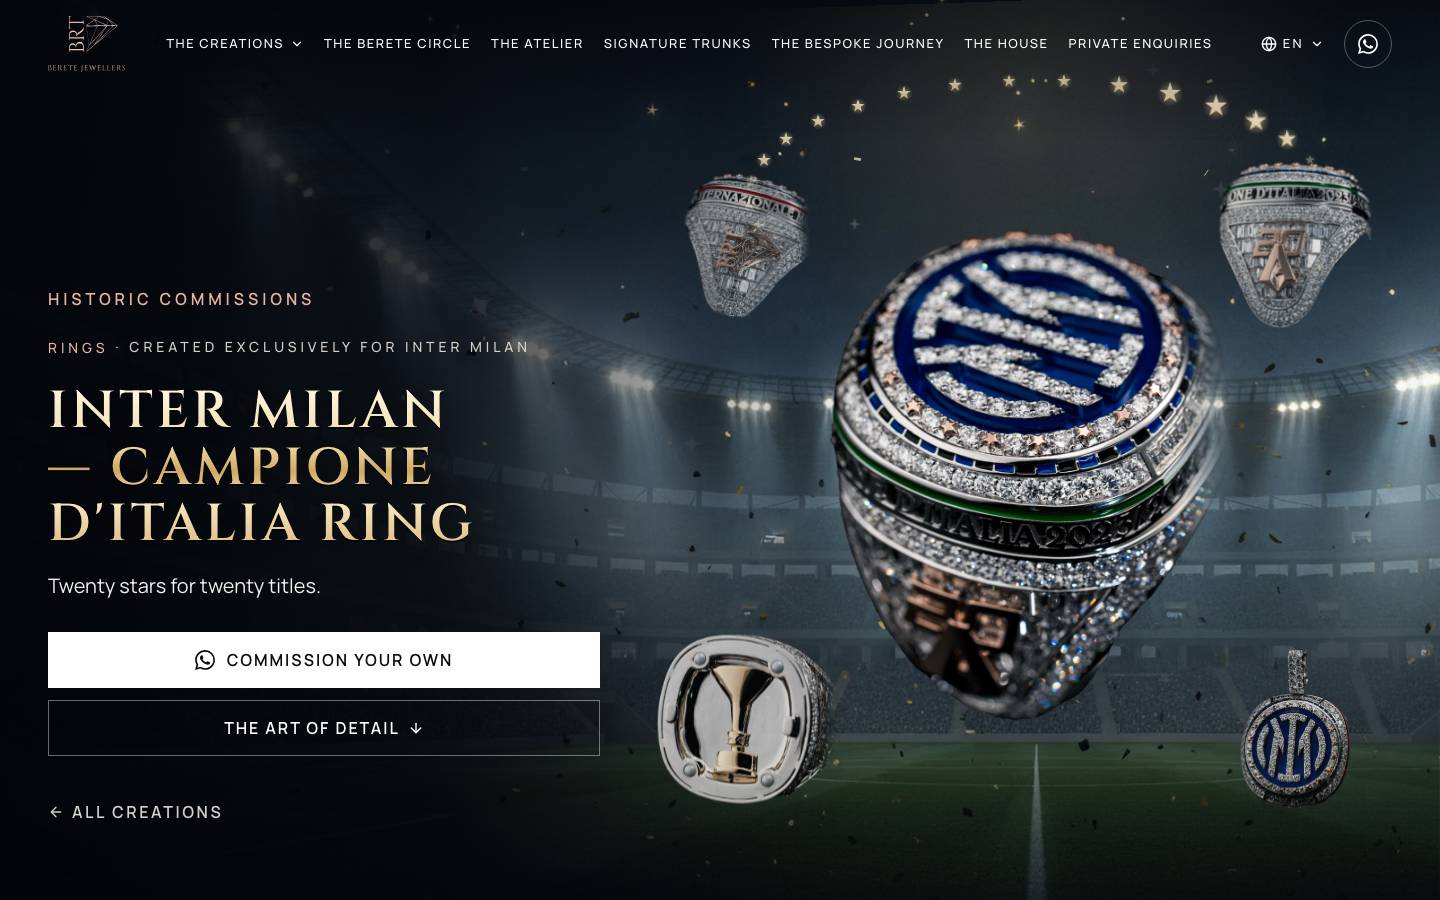 BRT
BERETE JEWELLERS
THE CREATIONS
THE BERETE CIRCLE
THE ATELIER
SIGNATURE TRUNKS
THE BESPOKE JOURNEY
THE HOUSE
PRIVATE ENQUIRIES
EN
HISTORIC COMMISSIONS
RINGS · CREATED EXCLUSIVELY FOR INTER MILAN
INTER MILAN
— CAMPIONE
D'ITALIA RING
Twenty stars for twenty titles.
COMMISSION YOUR OWN
THE ART OF DETAIL ↓
← ALL CREATIONS
BRT
D'ITALIA